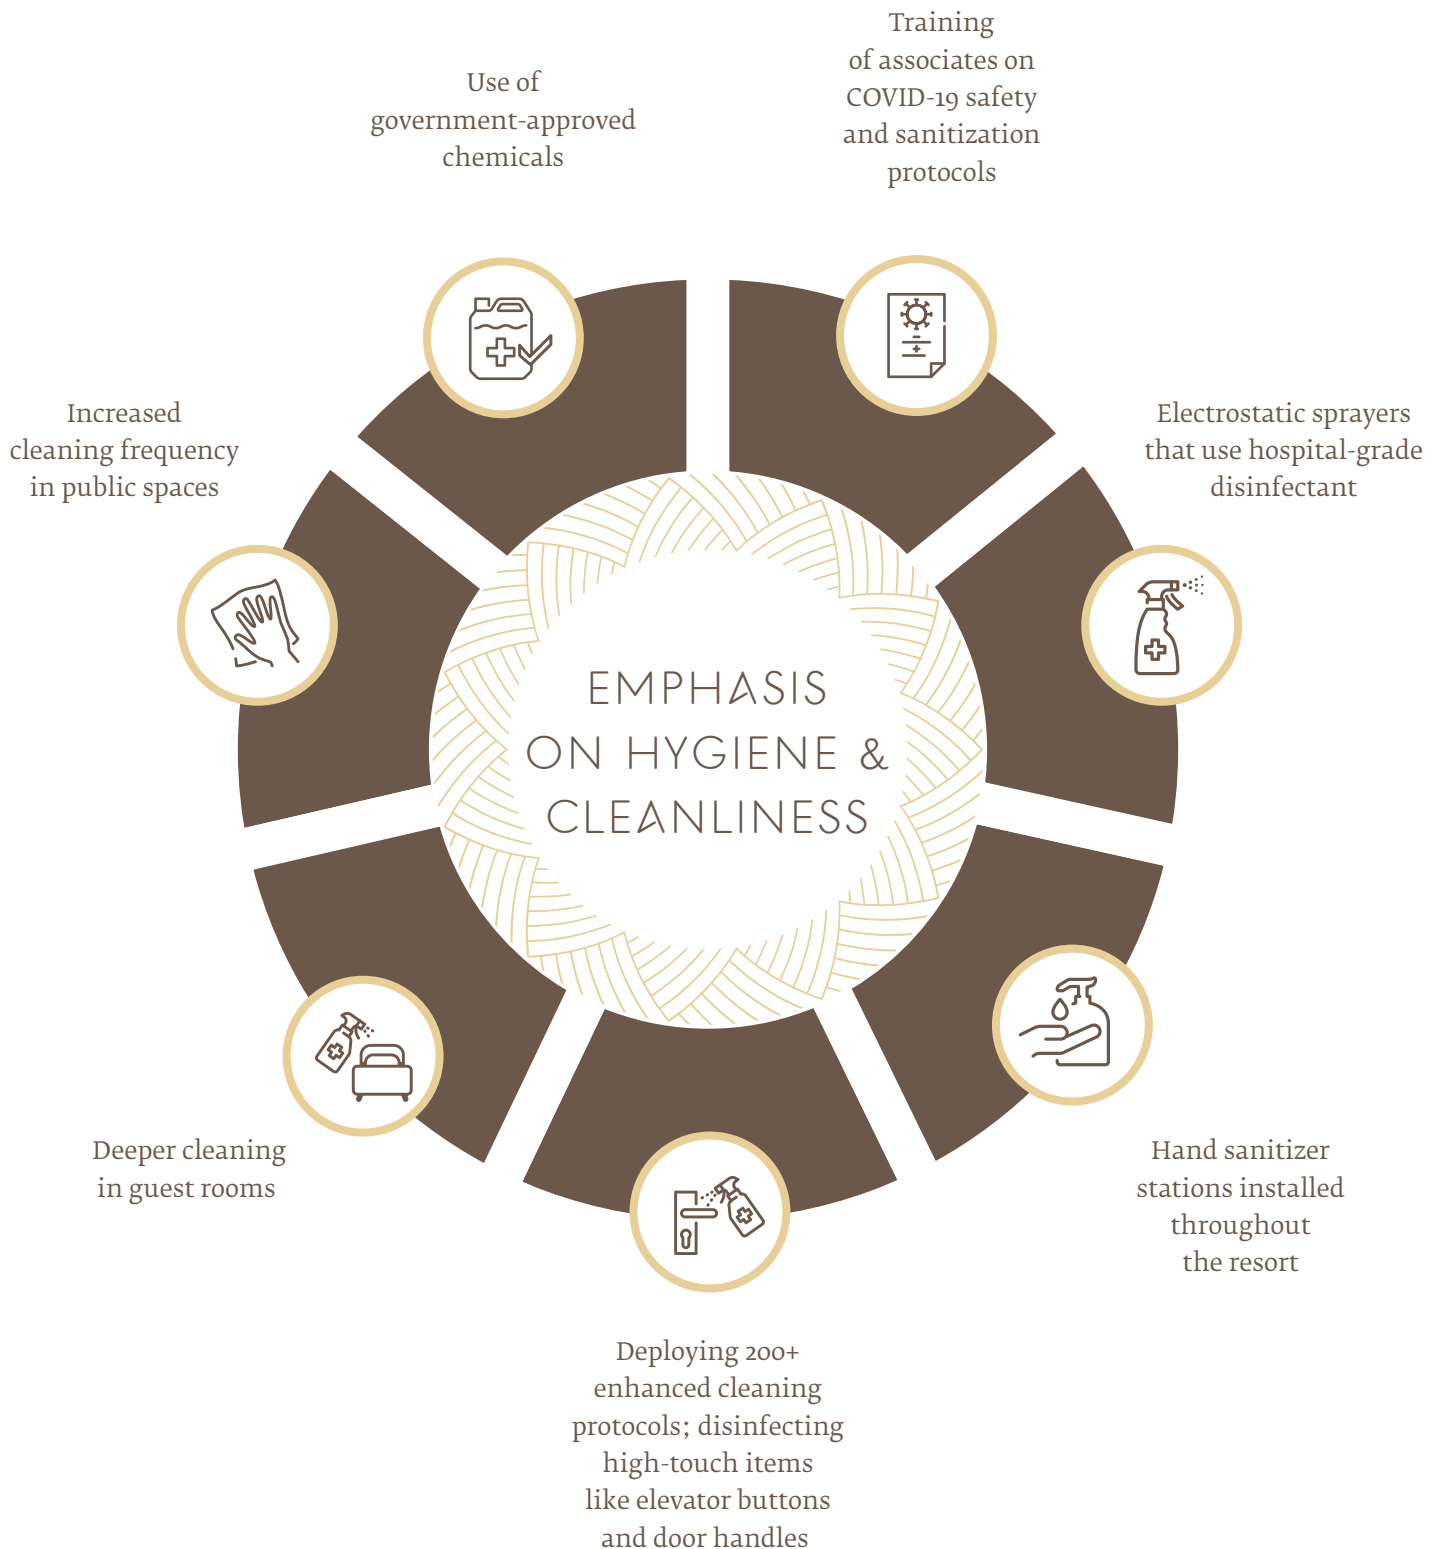 Training
of associates on
COVID-19 safety
and sanitization
protocols
Use of
government-approved
chemicals
Increased
cleaning frequency
in public spaces
Electrostatic sprayers
that use hospital-grade
disinfectant
EMPHASIS
ON HYGIENE &
CLEANLINESS
Deeper cleaning
in guest rooms
Hand sanitizer
stations installed
throughout
the resort
Deploying 200+
enhanced cleaning
protocols; disinfecting
high-touch items
like elevator buttons
and door handles